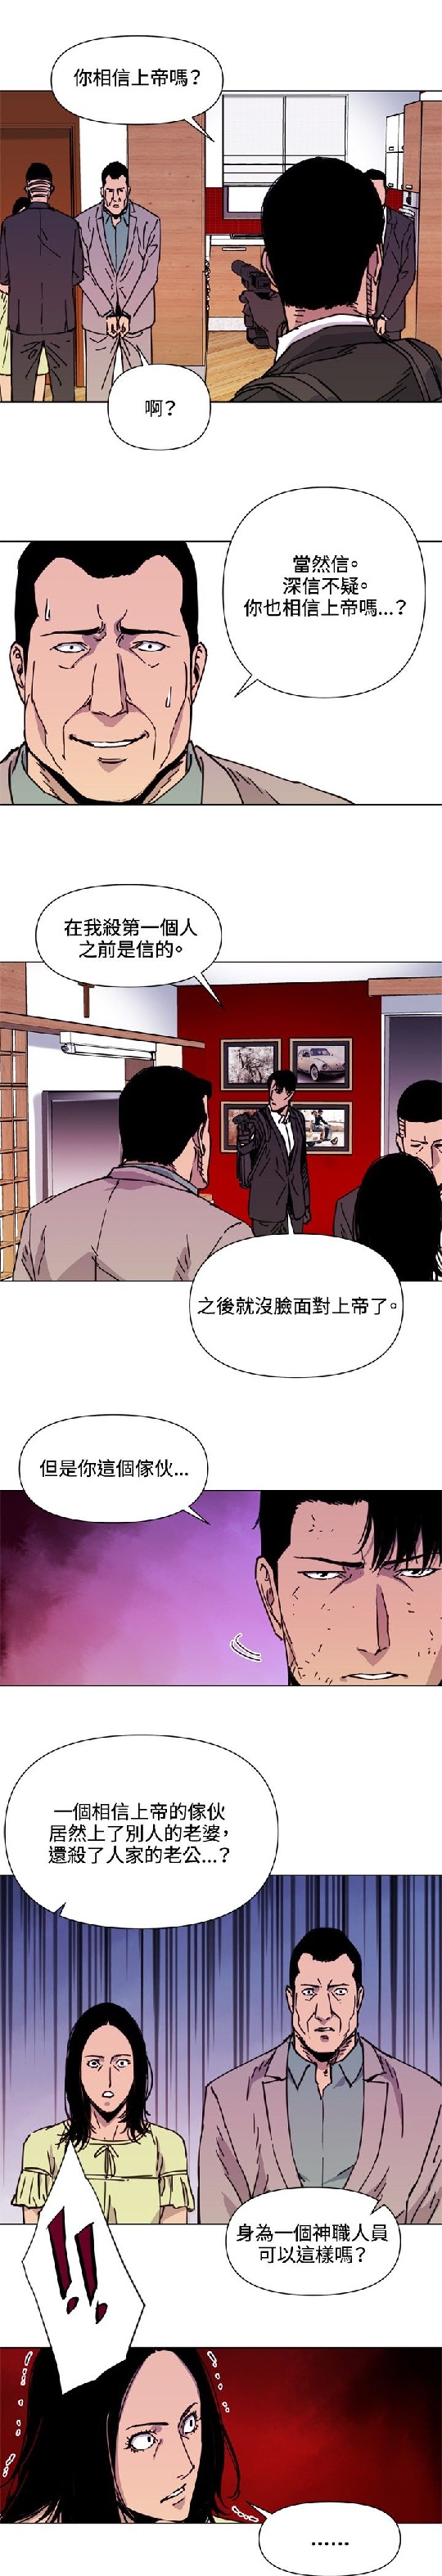 你相信上帝嗎？
啊？
當然信。
深信不疑。
你也相信上帝嗎...？
在我殺第一個人
之前是信的。
之後就沒臉面對上帝了。
但是你這個傢伙...
一個相信上帝的傢伙
居然上了別人的老婆，
還殺了人家的老公...？
身為一個神職人員
可以這樣嗎？
!!
......